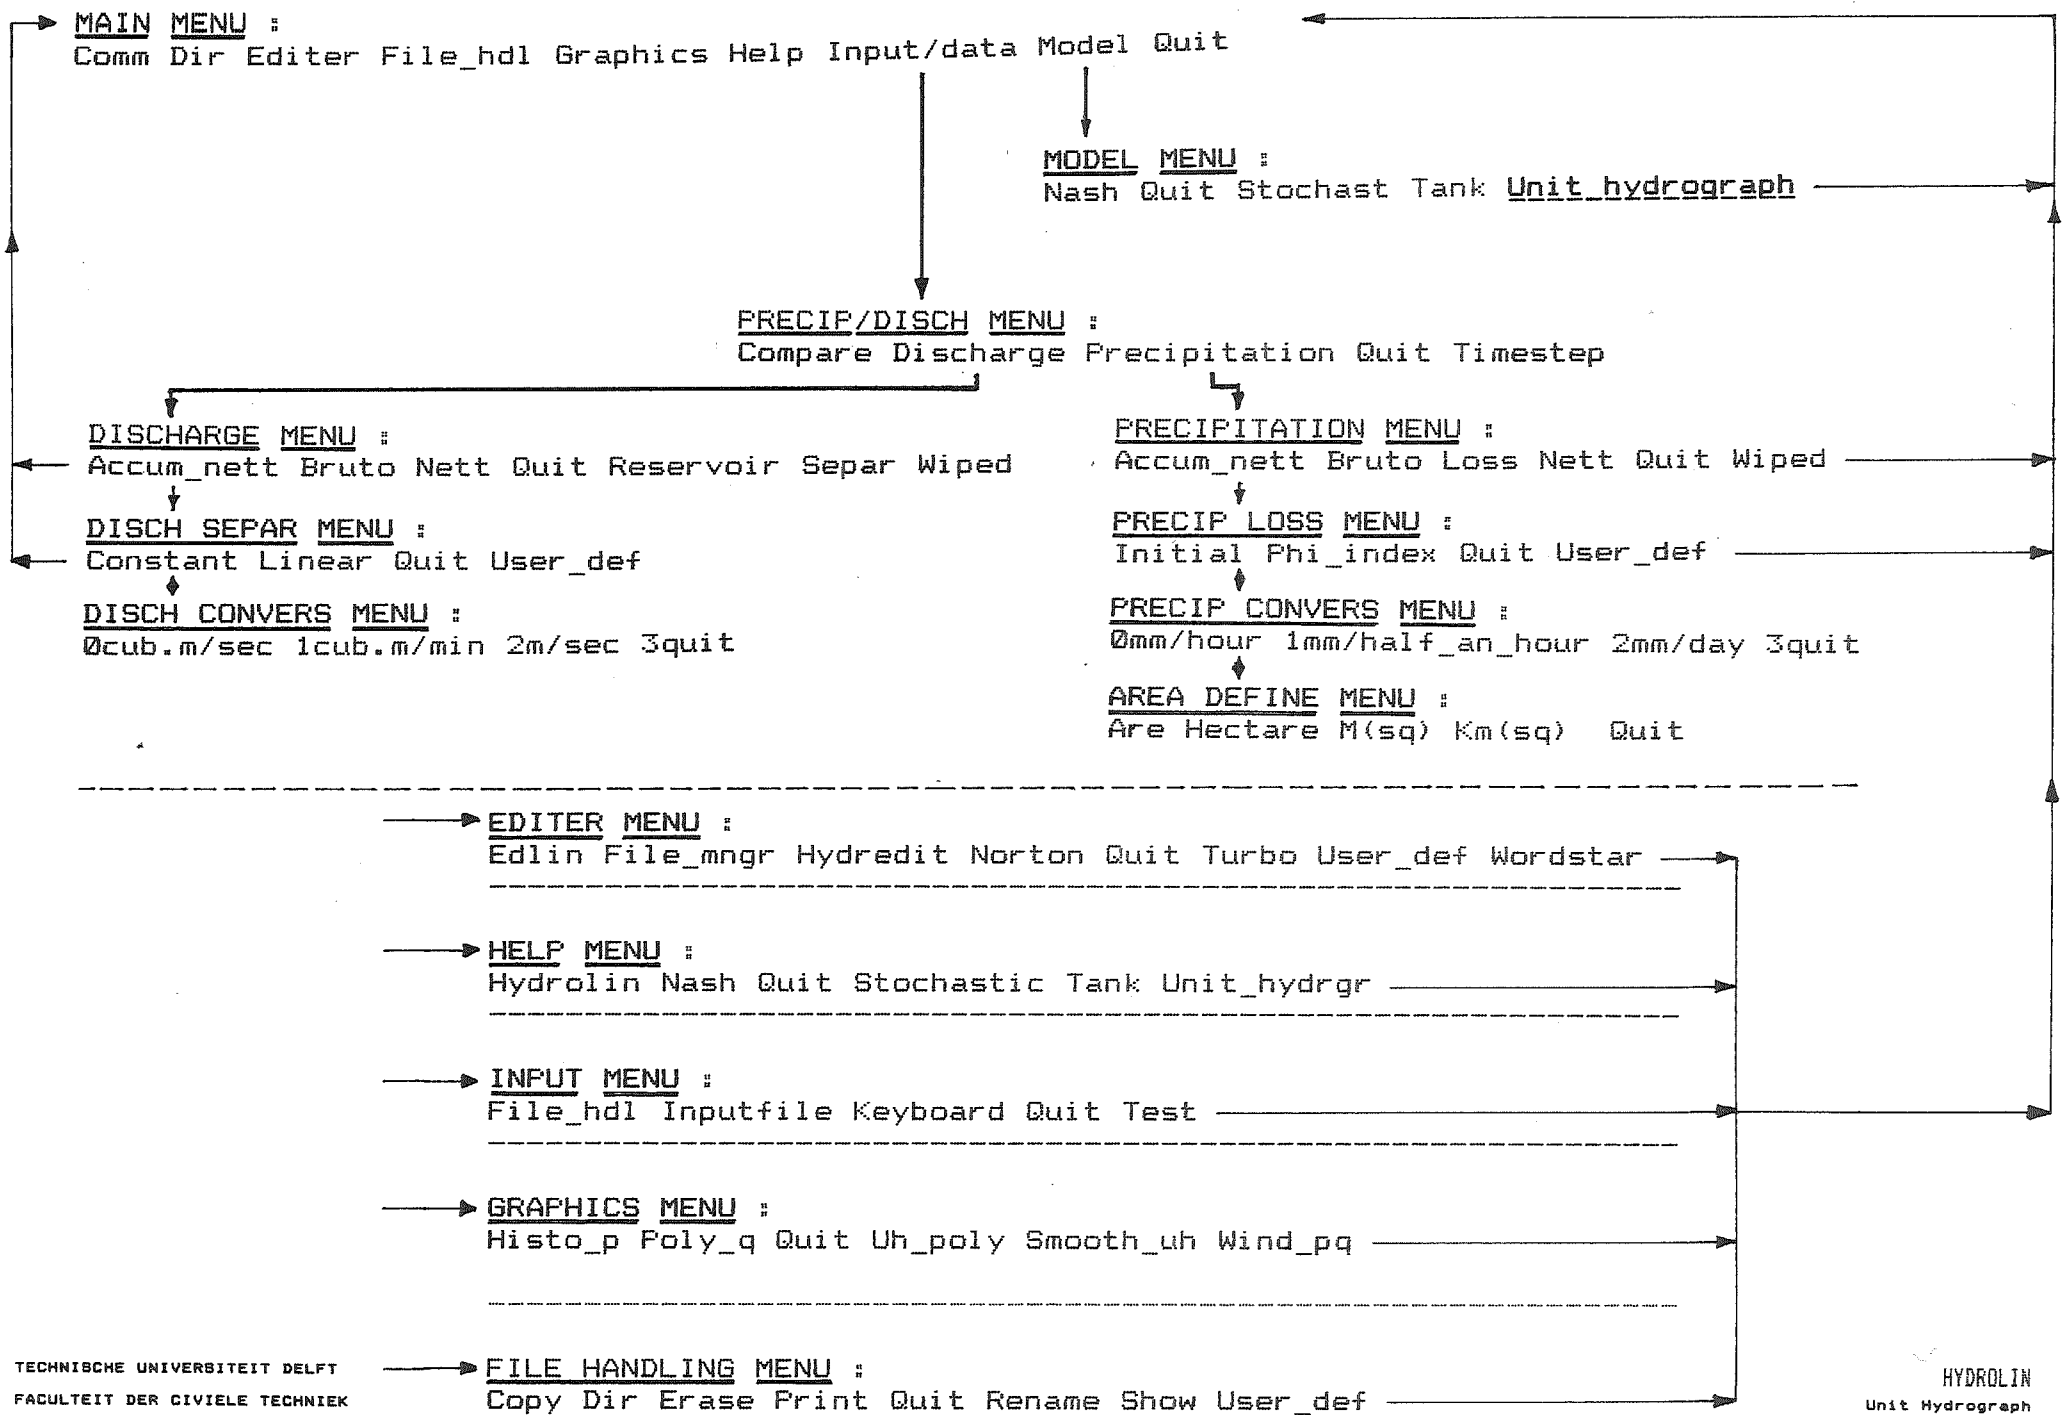 MAIN MENU :
Comm Dir Editer File_hdl Graphics Help Input/data Model Quit
MODEL MENU :
Nash Quit Stochast Tank Unit_hydrograph
PRECIP/DISCH MENU :
Compare Discharge Precipitation Quit Timestep
DISCHARGE MENU :
Accum_nett Bruto Nett Quit Reservoir Separ Wiped
DISCH SEPAR MENU :
Constant Linear Quit User_def
DISCH CONVERS MENU :
0cub.m/sec 1cub.m/min 2m/sec 3quit
PRECIPITATION MENU :
Accum_nett Bruto Loss Nett Quit Wiped
PRECIP LOSS MENU :
Initial Phi_index Quit User_def
PRECIP CONVERS MENU :
0mm/hour 1mm/half_an_hour 2mm/day 3quit
AREA DEFINE MENU :
Are Hectare M(sq) Km(sq) Quit
EDITER MENU :
Edlin File_mngr Hydredit Norton Quit Turbo User_def Wordstar
HELP MENU :
Hydrolin Nash Quit Stochastic Tank Unit_hydrgr
INPUT MENU :
File_hdl Inputfile Keyboard Quit Test
GRAPHICS MENU :
Histo_p Poly_q Quit Uh_poly Smooth_uh Wind_pq
FILE HANDLING MENU :
Copy Dir Erase Print Quit Rename Show User_def
TECHNISCHE UNIVERSITEIT DELFT
FACULTEIT DER CIVIELE TECHNIEK
HYDROLIN
Unit Hydrograph